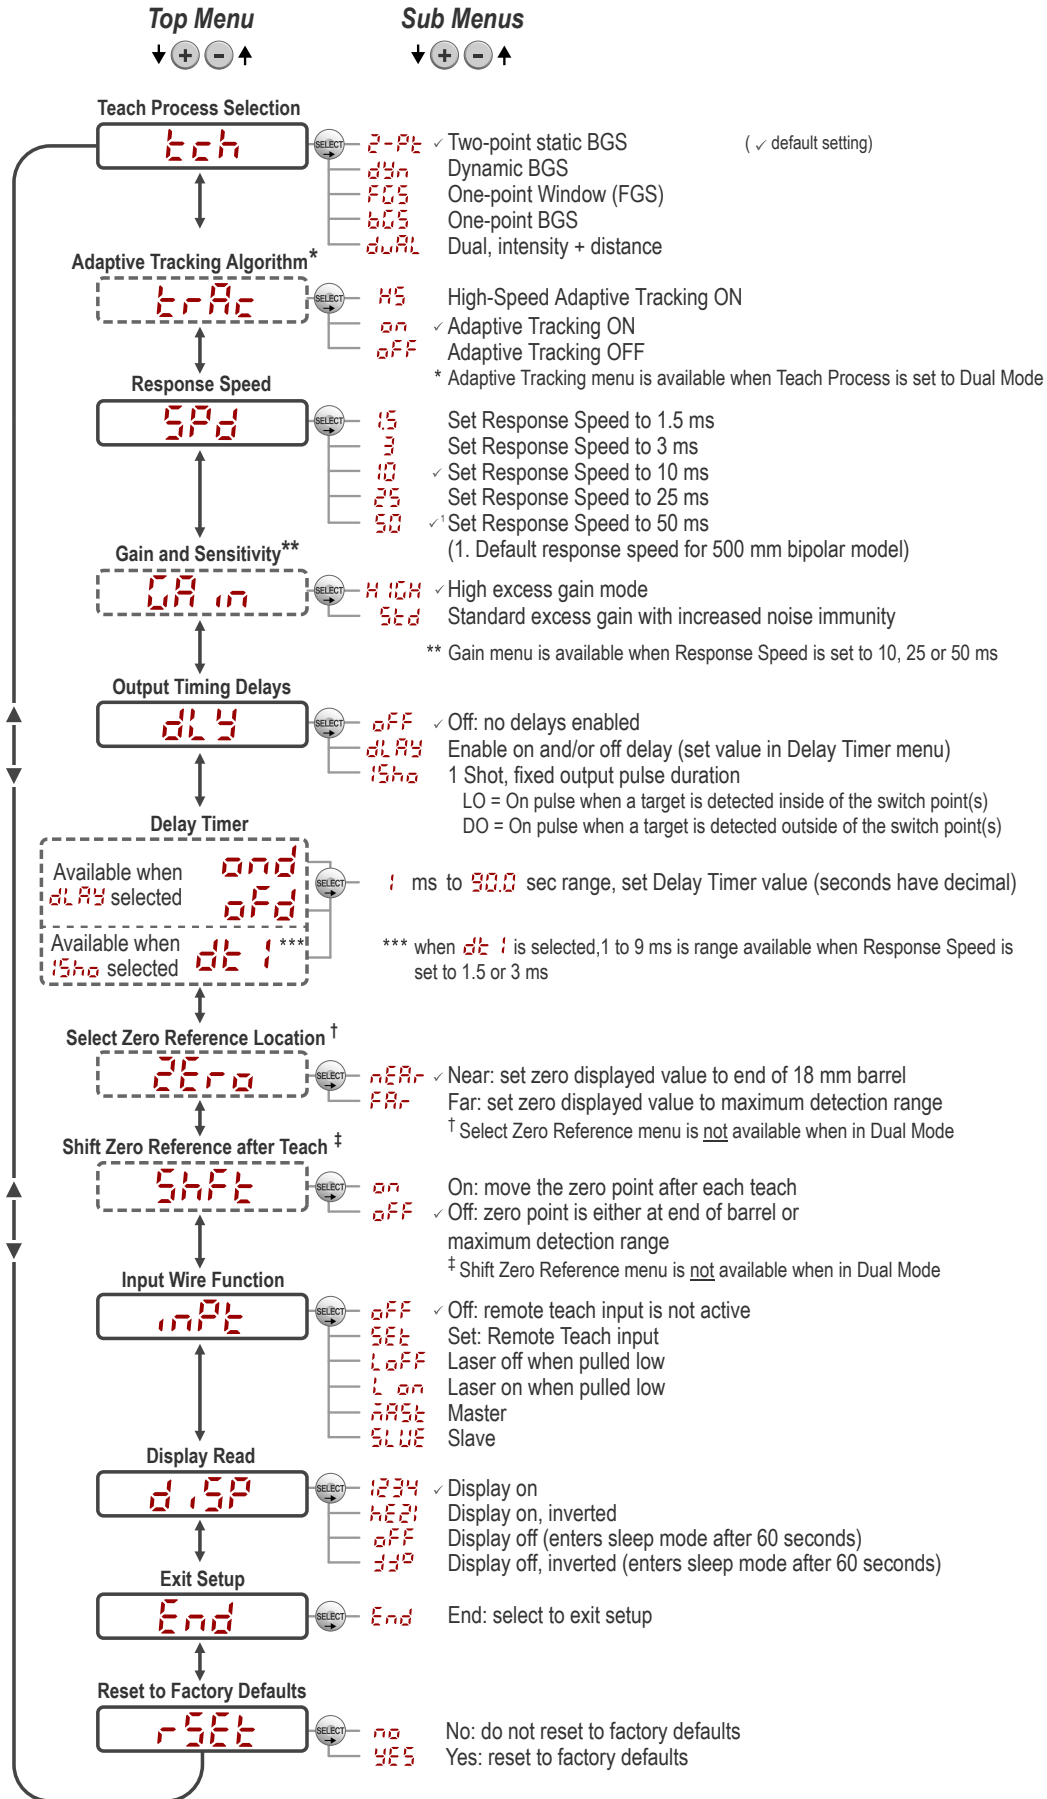 Top Menu Sub Menus
+ - + -
Teach Process Selection
tch SELECT 2-Pt ✓ Two-point static BGS ( ✓ default setting)
dYn Dynamic BGS
FGS One-point Window (FGS)
bGS One-point BGS
duAL Dual, intensity + distance
Adaptive Tracking Algorithm*
trAc SELECT HS High-Speed Adaptive Tracking ON
on ✓ Adaptive Tracking ON
oFF Adaptive Tracking OFF
* Adaptive Tracking menu is available when Teach Process is set to Dual Mode
Response Speed
SPd SELECT 1.5 Set Response Speed to 1.5 ms
3 Set Response Speed to 3 ms
10 ✓ Set Response Speed to 10 ms
25 Set Response Speed to 25 ms
50 ✓¹ Set Response Speed to 50 ms
(1. Default response speed for 500 mm bipolar model)
Gain and Sensitivity**
GAin SELECT HIGH ✓ High excess gain mode
Std Standard excess gain with increased noise immunity
** Gain menu is available when Response Speed is set to 10, 25 or 50 ms
Output Timing Delays
dLY SELECT oFF ✓ Off: no delays enabled
dLAY Enable on and/or off delay (set value in Delay Timer menu)
1Sho 1 Shot, fixed output pulse duration
LO = On pulse when a target is detected inside of the switch point(s)
DO = On pulse when a target is detected outside of the switch point(s)
Delay Timer
Available when dLAY selected ond oFd SELECT 1 ms to 90.0 sec range, set Delay Timer value (seconds have decimal)
Available when 1Sho selected dt1 *** *** when dt1 is selected,1 to 9 ms is range available when Response Speed is
set to 1.5 or 3 ms
Select Zero Reference Location †
ZEro SELECT nEAr ✓ Near: set zero displayed value to end of 18 mm barrel
FAr Far: set zero displayed value to maximum detection range
† Select Zero Reference menu is not available when in Dual Mode
Shift Zero Reference after Teach ‡
ShFt SELECT on On: move the zero point after each teach
oFF ✓ Off: zero point is either at end of barrel or
maximum detection range
‡ Shift Zero Reference menu is not available when in Dual Mode
Input Wire Function
inPt SELECT oFF ✓ Off: remote teach input is not active
SEt Set: Remote Teach input
LoFF Laser off when pulled low
L on Laser on when pulled low
nASt Master
SLUE Slave
Display Read
diSP SELECT 1234 ✓ Display on
hEZ1 Display on, inverted
oFF Display off (enters sleep mode after 60 seconds)
Display off, inverted (enters sleep mode after 60 seconds)
Exit Setup
End SELECT End End: select to exit setup
Reset to Factory Defaults
rSEt SELECT no No: do not reset to factory defaults
YES Yes: reset to factory defaults